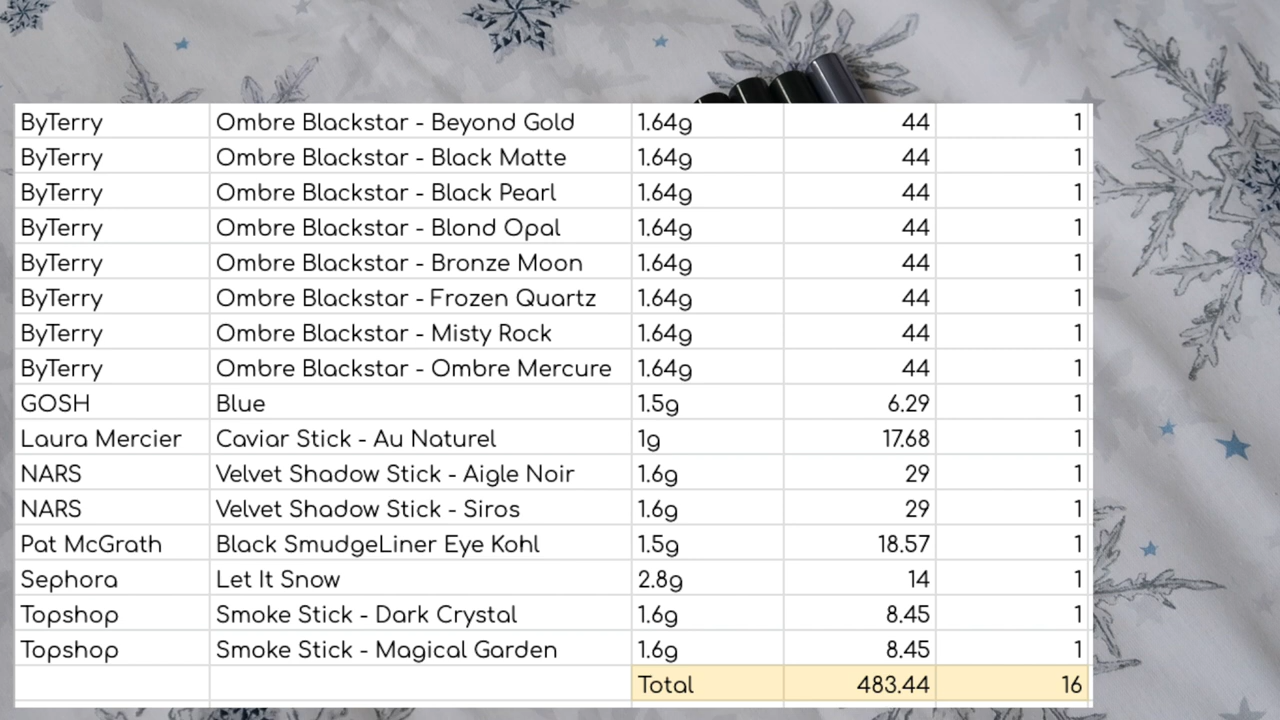 ByTerry Ombre Blackstar - Beyond Gold 1.64g 44 1
ByTerry Ombre Blackstar - Black Matte 1.64g 44 1
ByTerry Ombre Blackstar - Black Pearl 1.64g 44 1
ByTerry Ombre Blackstar - Blond Opal 1.64g 44 1
ByTerry Ombre Blackstar - Bronze Moon 1.64g 44 1
ByTerry Ombre Blackstar - Frozen Quartz 1.64g 44 1
ByTerry Ombre Blackstar - Misty Rock 1.64g 44 1
ByTerry Ombre Blackstar - Ombre Mercure 1.64g 44 1
GOSH Blue 1.5g 6.29 1
Laura Mercier Caviar Stick - Au Naturel 1g 17.68 1
NARS Velvet Shadow Stick - Aigle Noir 1.6g 29 1
NARS Velvet Shadow Stick - Siros 1.6g 29 1
Pat McGrath Black SmudgeLiner Eye Kohl 1.5g 18.57 1
Sephora Let It Snow 2.8g 14 1
Topshop Smoke Stick - Dark Crystal 1.6g 8.45 1
Topshop Smoke Stick - Magical Garden 1.6g 8.45 1
Total 483.44 16